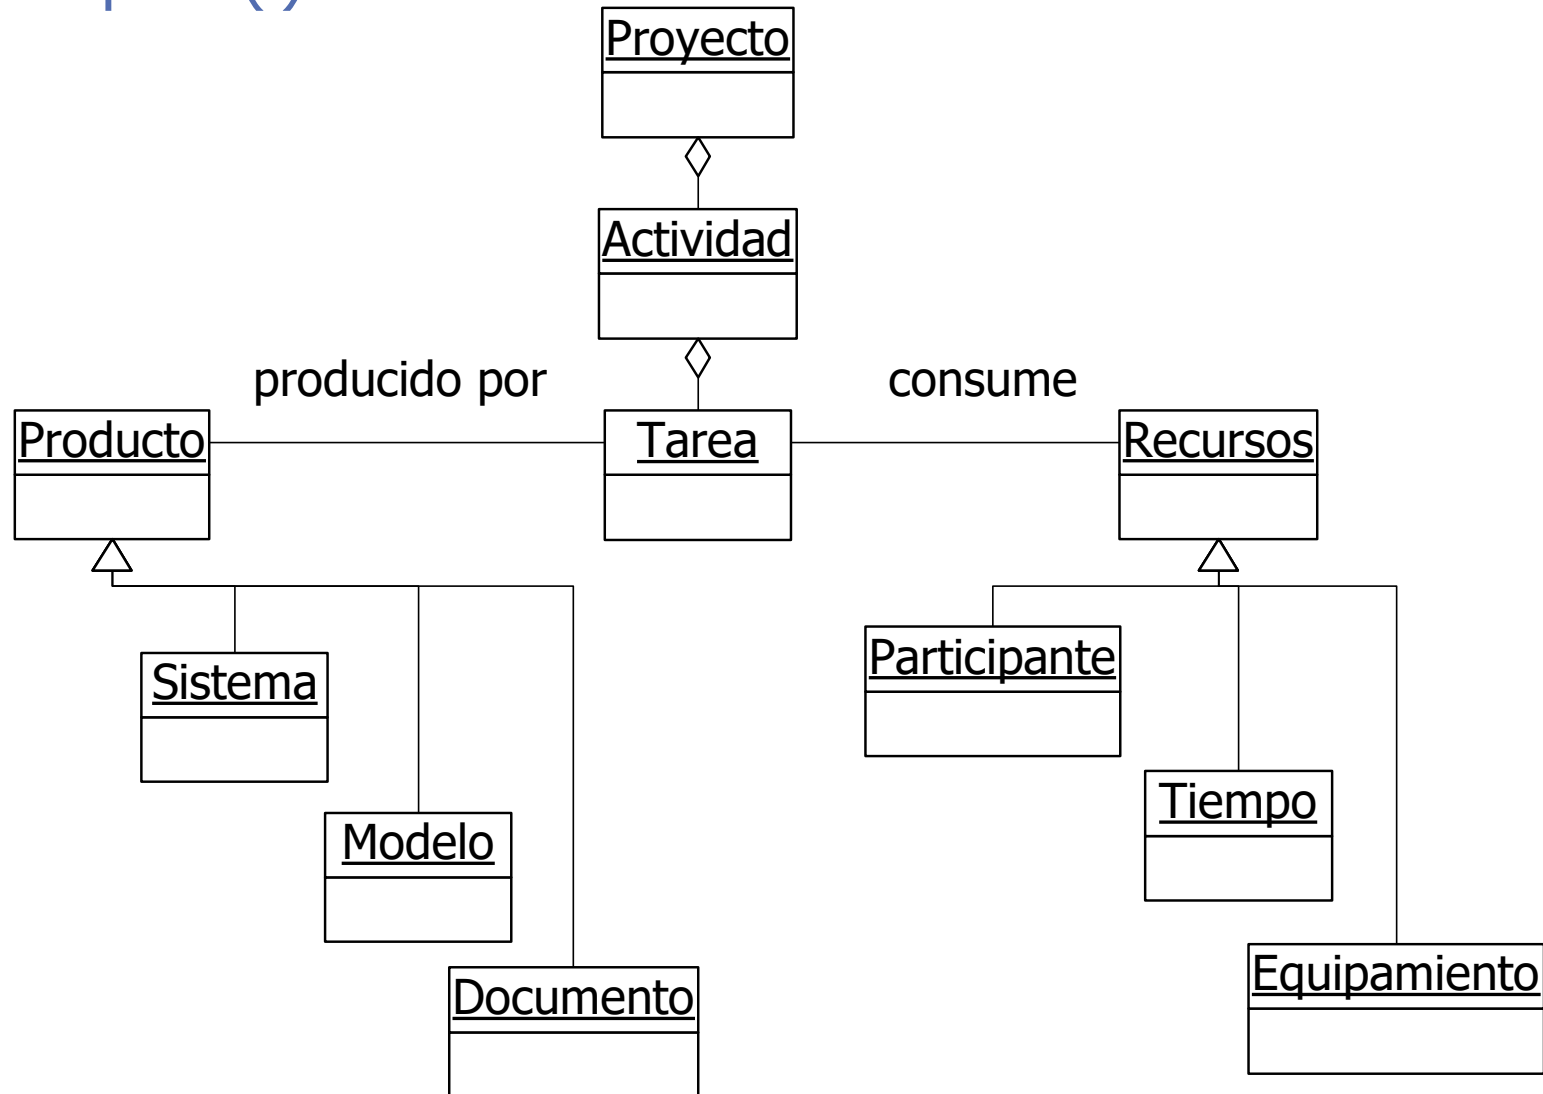 Proyecto
Actividad
producido por
consume
Producto
Tarea
Recursos
Participante
Sistema
Tiempo
Modelo
Equipamiento
Documento